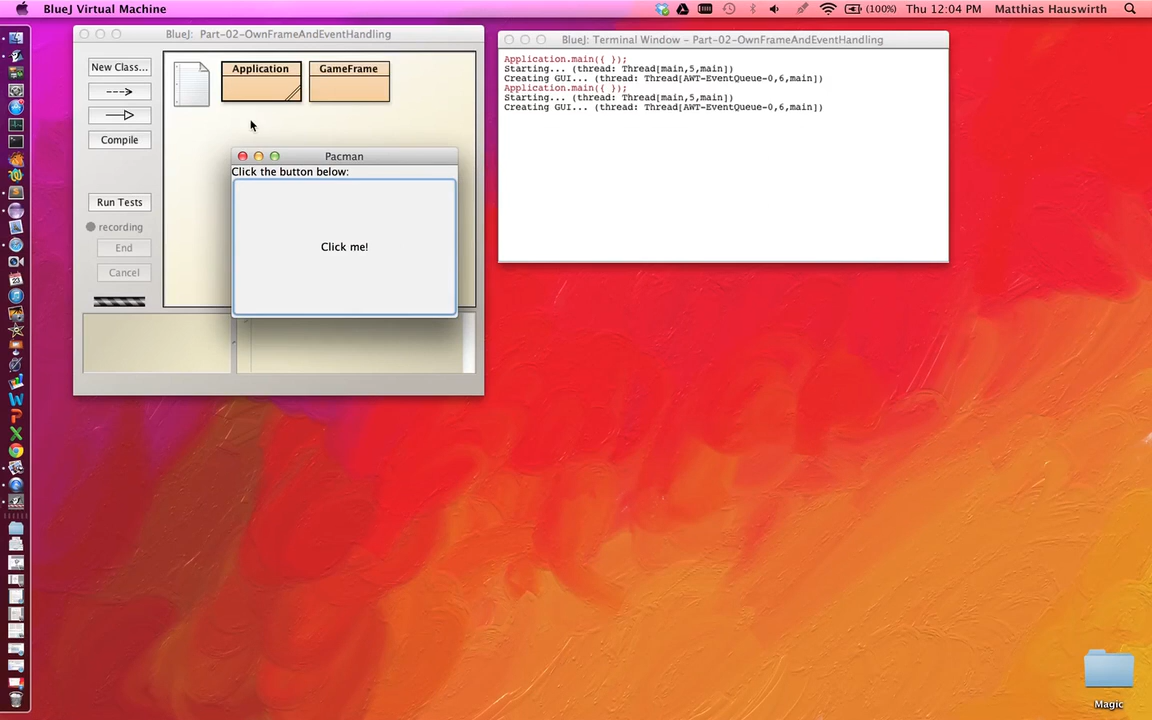 BlueJ Virtual Machine
(100%) Thu 12:04 PM Matthias Hauswirth
BlueJ: Part-02-OwnFrameAndEventHandling
New Class...
Compile
Run Tests
recording
End
Cancel
Application
GameFrame
Pacman
Click the button below:
Click me!
BlueJ: Terminal Window - Part-02-OwnFrameAndEventHandling
Application.main({ });
Starting... (thread: Thread[main,5,main])
Creating GUI... (thread: Thread[AWT-EventQueue-0,6,main])
Application.main({ });
Starting... (thread: Thread[main,5,main])
Creating GUI... (thread: Thread[AWT-EventQueue-0,6,main])
Magic